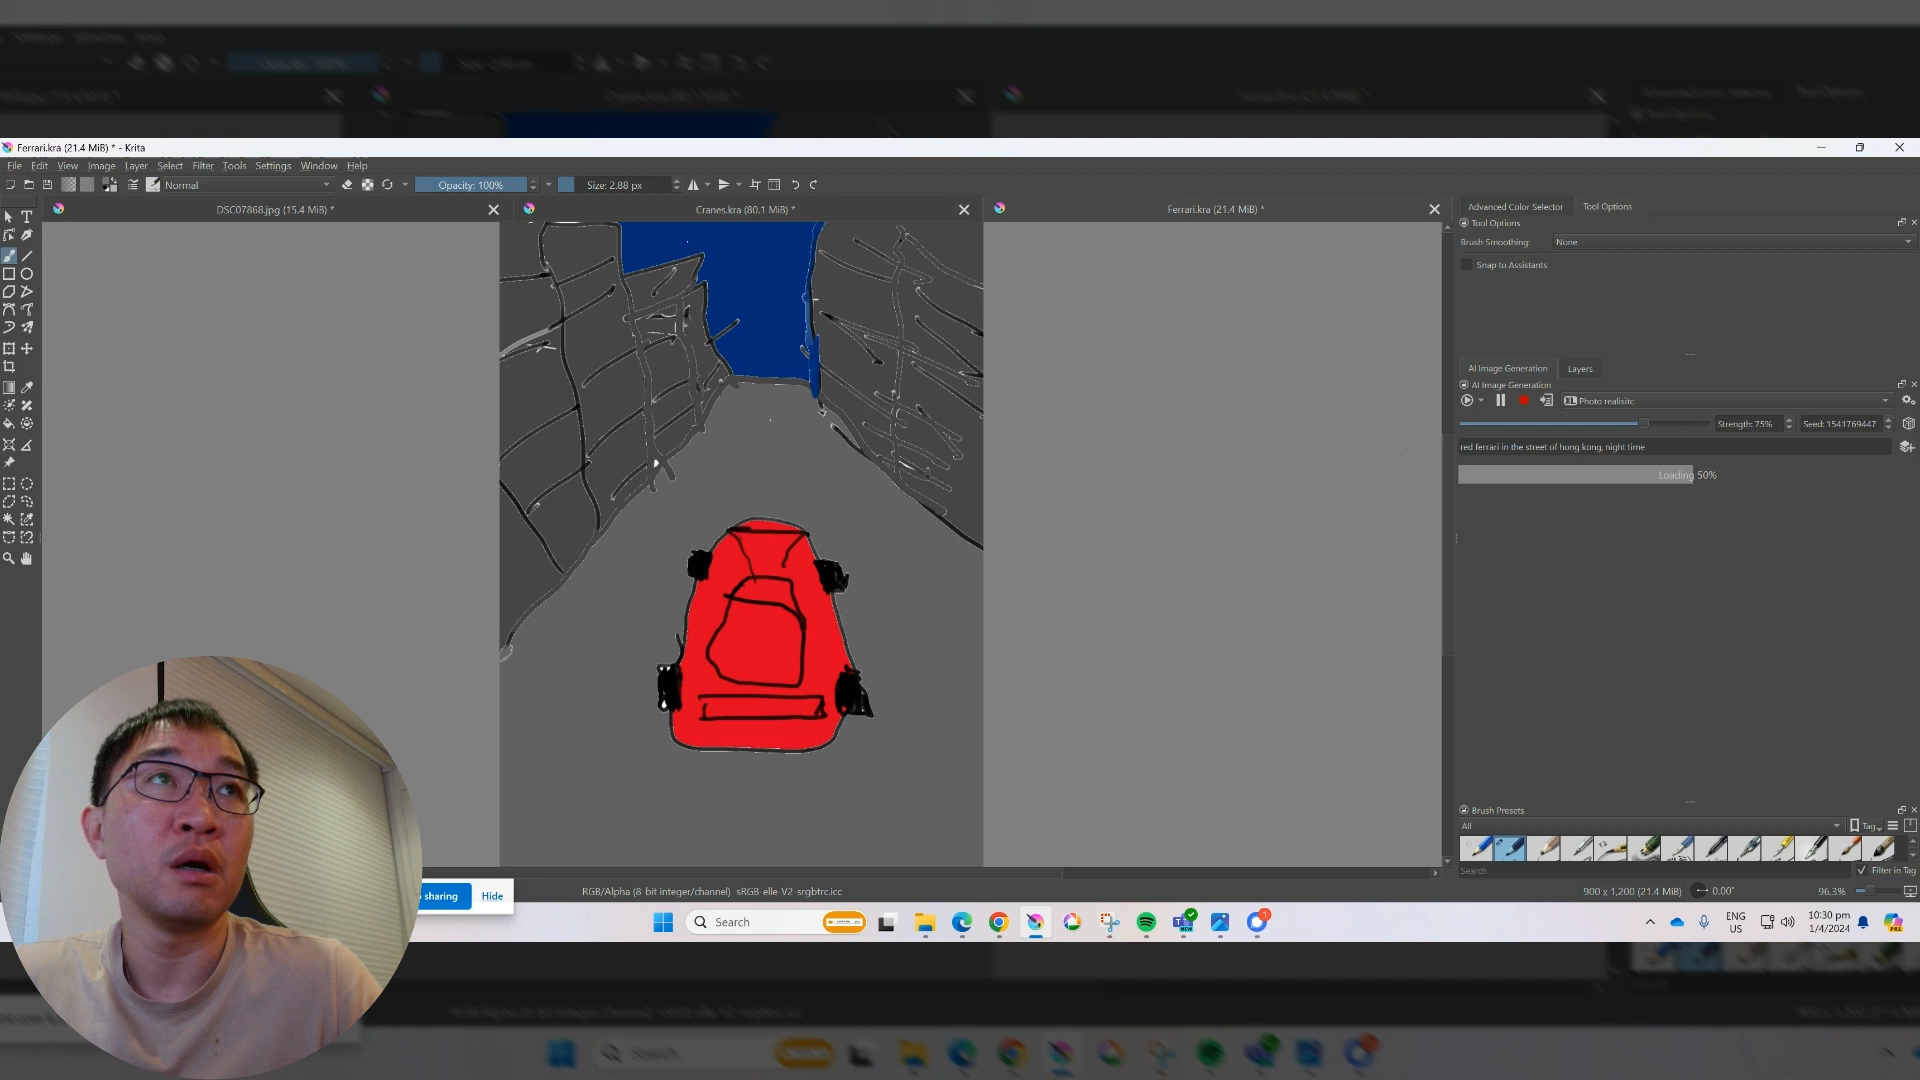 Ferrari.kra (21.4 MiB) * - Krita
File Edit View Image Layer Select Filter Tools Settings Window Help
Normal Opacity: 100% Size: 2.88 px
DSC07868.jpg (15.4 MiB) * Cranes.kra (80.1 MiB) * Ferrari.kra (21.4 MiB) *
Advanced Color Selector Tool Options
Tool Options
Brush Smoothing: None
Snap to Assistants
AI Image Generation Layers
AI Image Generation
XL Photo realisitc
Strength: 75% Seed: 1541769447
red ferrari in the street of hong kong, night time
Loading 50%
Brush Presets
All Tag
Search Filter in Tag
sharing Hide
RGB/Alpha (8-bit integer/channel) sRGB-elle-V2-srgbtrc.icc 900 x 1,200 (21.4 MiB) 0.00° 96.3%
Search NEW 1 ENG
US 10:30 pm
1/4/2024 PRE